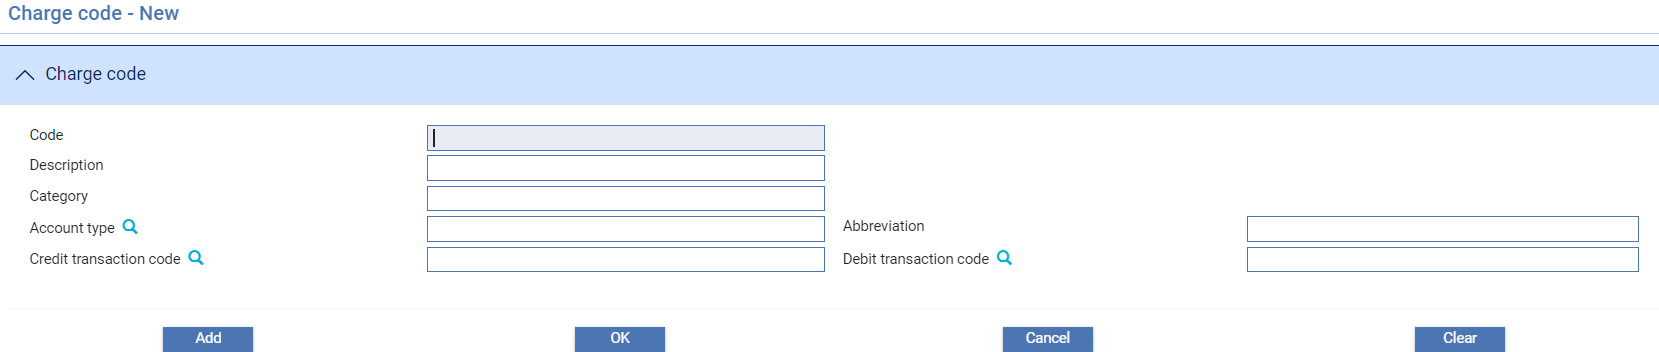 Charge code - New
Charge code
Code
Description
Category
Account type
Abbreviation
Credit transaction code
Debit transaction code
Add
OK
Cancel
Clear